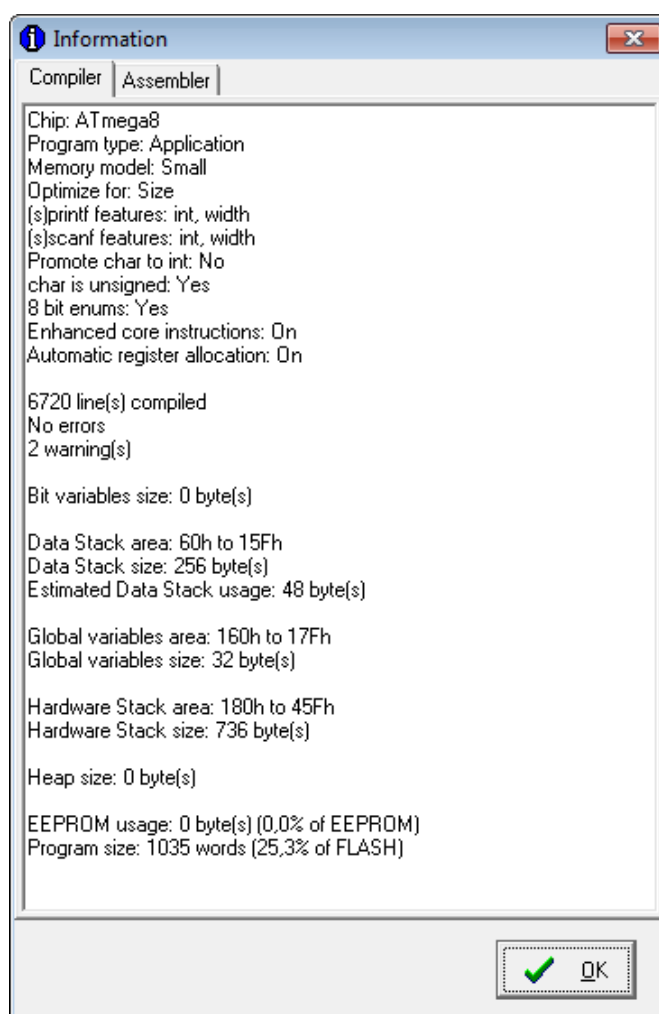 Information
Compiler
Assembler
Chip: ATmega8
Program type: Application
Memory model: Small
Optimize for: Size
(s)printf features: int, width
(s)scanf features: int, width
Promote char to int: No
char is unsigned: Yes
8 bit enums: Yes
Enhanced core instructions: On
Automatic register allocation: On
6720 line(s) compiled
No errors
2 warning(s)
Bit variables size: 0 byte(s)
Data Stack area: 60h to 15Fh
Data Stack size: 256 byte(s)
Estimated Data Stack usage: 48 byte(s)
Global variables area: 160h to 17Fh
Global variables size: 32 byte(s)
Hardware Stack area: 180h to 45Fh
Hardware Stack size: 736 byte(s)
Heap size: 0 byte(s)
EEPROM usage: 0 byte(s) (0,0% of EEPROM)
Program size: 1035 words (25,3% of FLASH)
OK